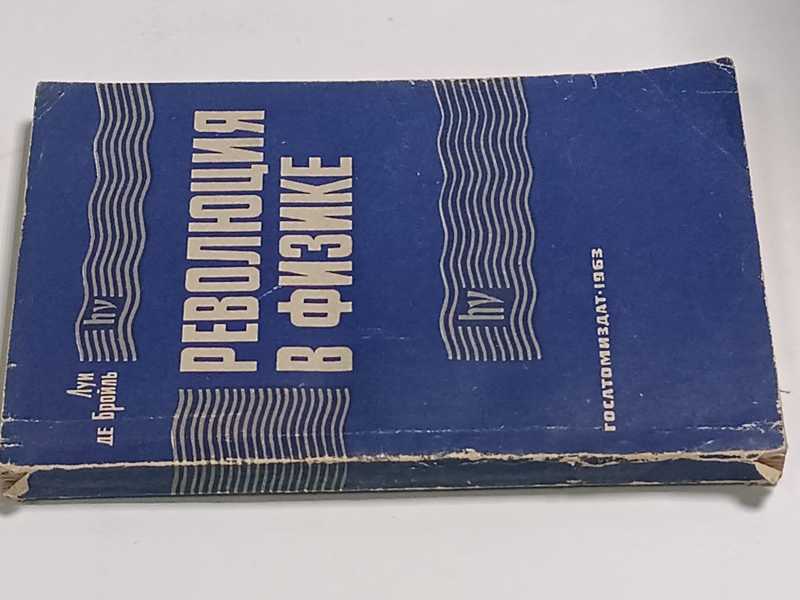 Луи
ДЕ Бройль
hν
РЕВОЛЮЦИЯ
В ФИЗИКЕ
hν
ГОСАТОМИЗДАТ·1963